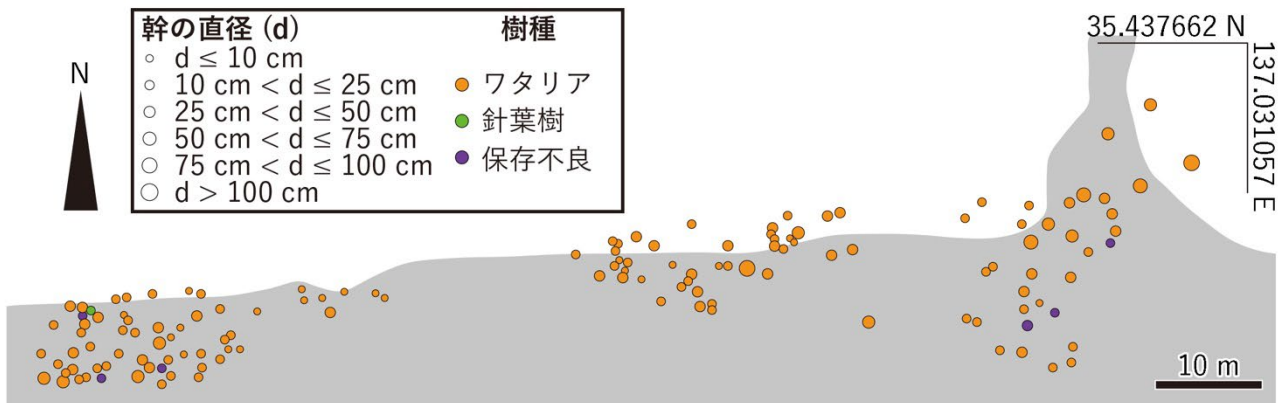 幹の直径 (d)
d ≤ 10 cm
10 cm < d ≤ 25 cm
25 cm < d ≤ 50 cm
50 cm < d ≤ 75 cm
75 cm < d ≤ 100 cm
d > 100 cm
樹種
ワタリア
針葉樹
保存不良
N
35.437662 N
137.031057 E
10 m